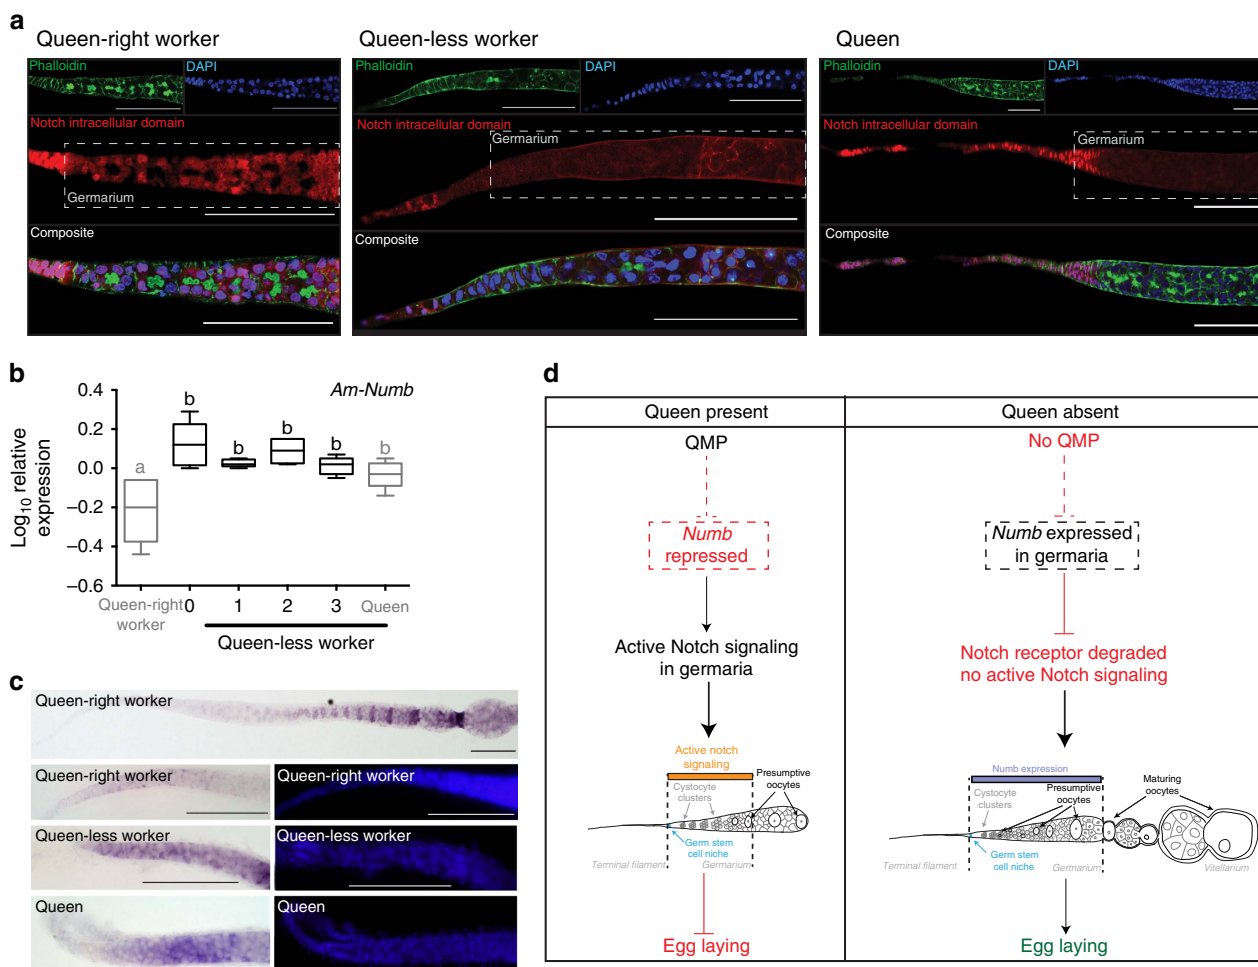 a
Queen-right worker
Queen-less worker
Queen
Phalloidin
DAPI
Phalloidin
DAPI
Phalloidin
DAPI
Notch intracellular domain
Germarium
Notch intracellular domain
Germarium
Notch intracellular domain
Germarium
Composite
Composite
Composite
b
Am-Numb
Log10 relative
expression
0.4
0.2
0.0
−0.2
−0.4
−0.6
a
b
b
b
b
b
Queen-right
worker
0
1
2
3
Queen
Queen-less worker
c
Queen-right worker
Queen-right worker
Queen-right worker
Queen-less worker
Queen-less worker
Queen
Queen
d
Queen present
Queen absent
QMP
Numb
repressed
Active Notch signaling
in germaria
Active notch
signaling
Cystocyte
clusters
Presumptive
oocytes
Germ stem
cell niche
Terminal filament
Germarium
Egg laying
No QMP
Numb expressed
in germaria
Notch receptor degraded
no active Notch signaling
Numb expression
Cystocyte
clusters
Presumptive
oocytes
Maturing
oocytes
Germ stem
cell niche
Terminal filament
Germarium
Vitellarium
Egg laying